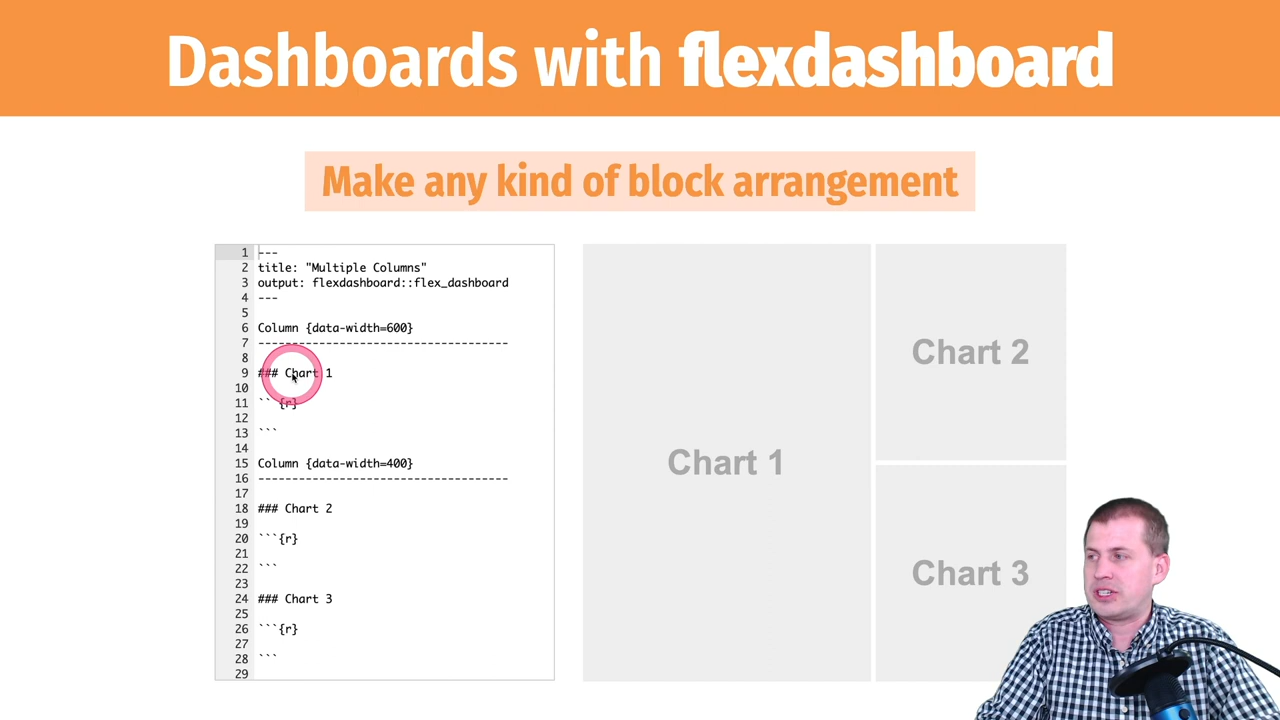 Dashboards with flexdashboard
Make any kind of block arrangement
1 ---
2 title: "Multiple Columns"
3 output: flexdashboard::flex_dashboard
4 ---
5
6 Column {data-width=600}
7 -------------------------------------
8
9 ### Chart 1
10
11 ```{r}
12
13 ```
14
15 Column {data-width=400}
16 -------------------------------------
17
18 ### Chart 2
19
20 ```{r}
21
22 ```
23
24 ### Chart 3
25
26 ```{r}
27
28 ```
29
Chart 1
Chart 2
Chart 3